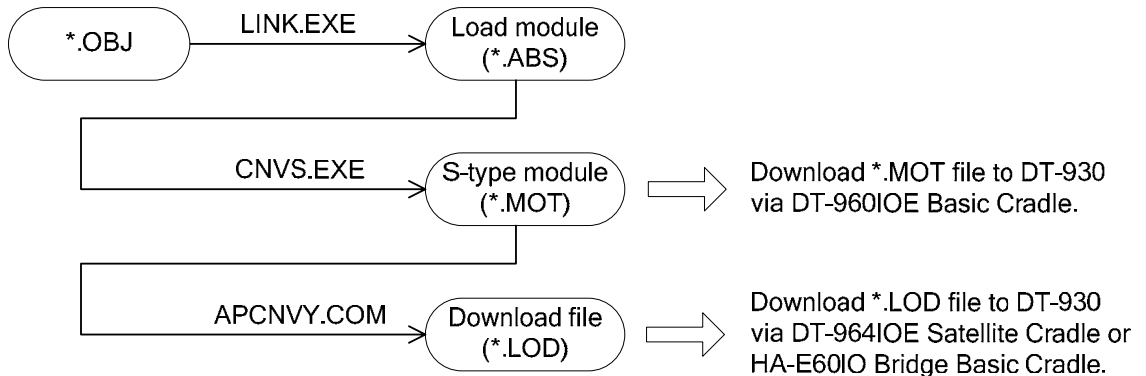 *.OBJ
LINK.EXE
Load module
(*.ABS)
CNVS.EXE
S-type module
(*.MOT)
Download *.MOT file to DT-930
via DT-960IOE Basic Cradle.
APCNVY.COM
Download file
(*.LOD)
Download *.LOD file to DT-930
via DT-964IOE Satellite Cradle or
HA-E60IO Bridge Basic Cradle.